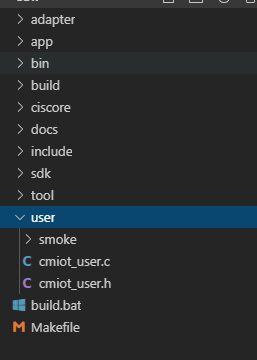 adapter
app
bin
build
ciscore
docs
include
sdk
tool
user
smoke
C cmiot_user.c
C cmiot_user.h
build.bat
M Makefile